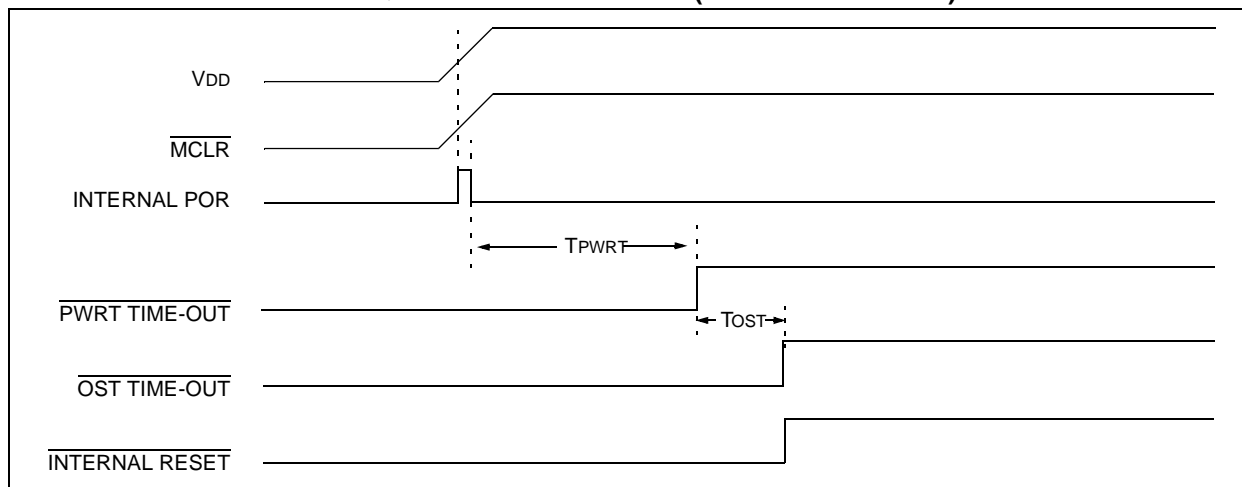 VDD
MCLR
INTERNAL POR
TPWRT
PWRT TIME-OUT
TOST
OST TIME-OUT
INTERNAL RESET